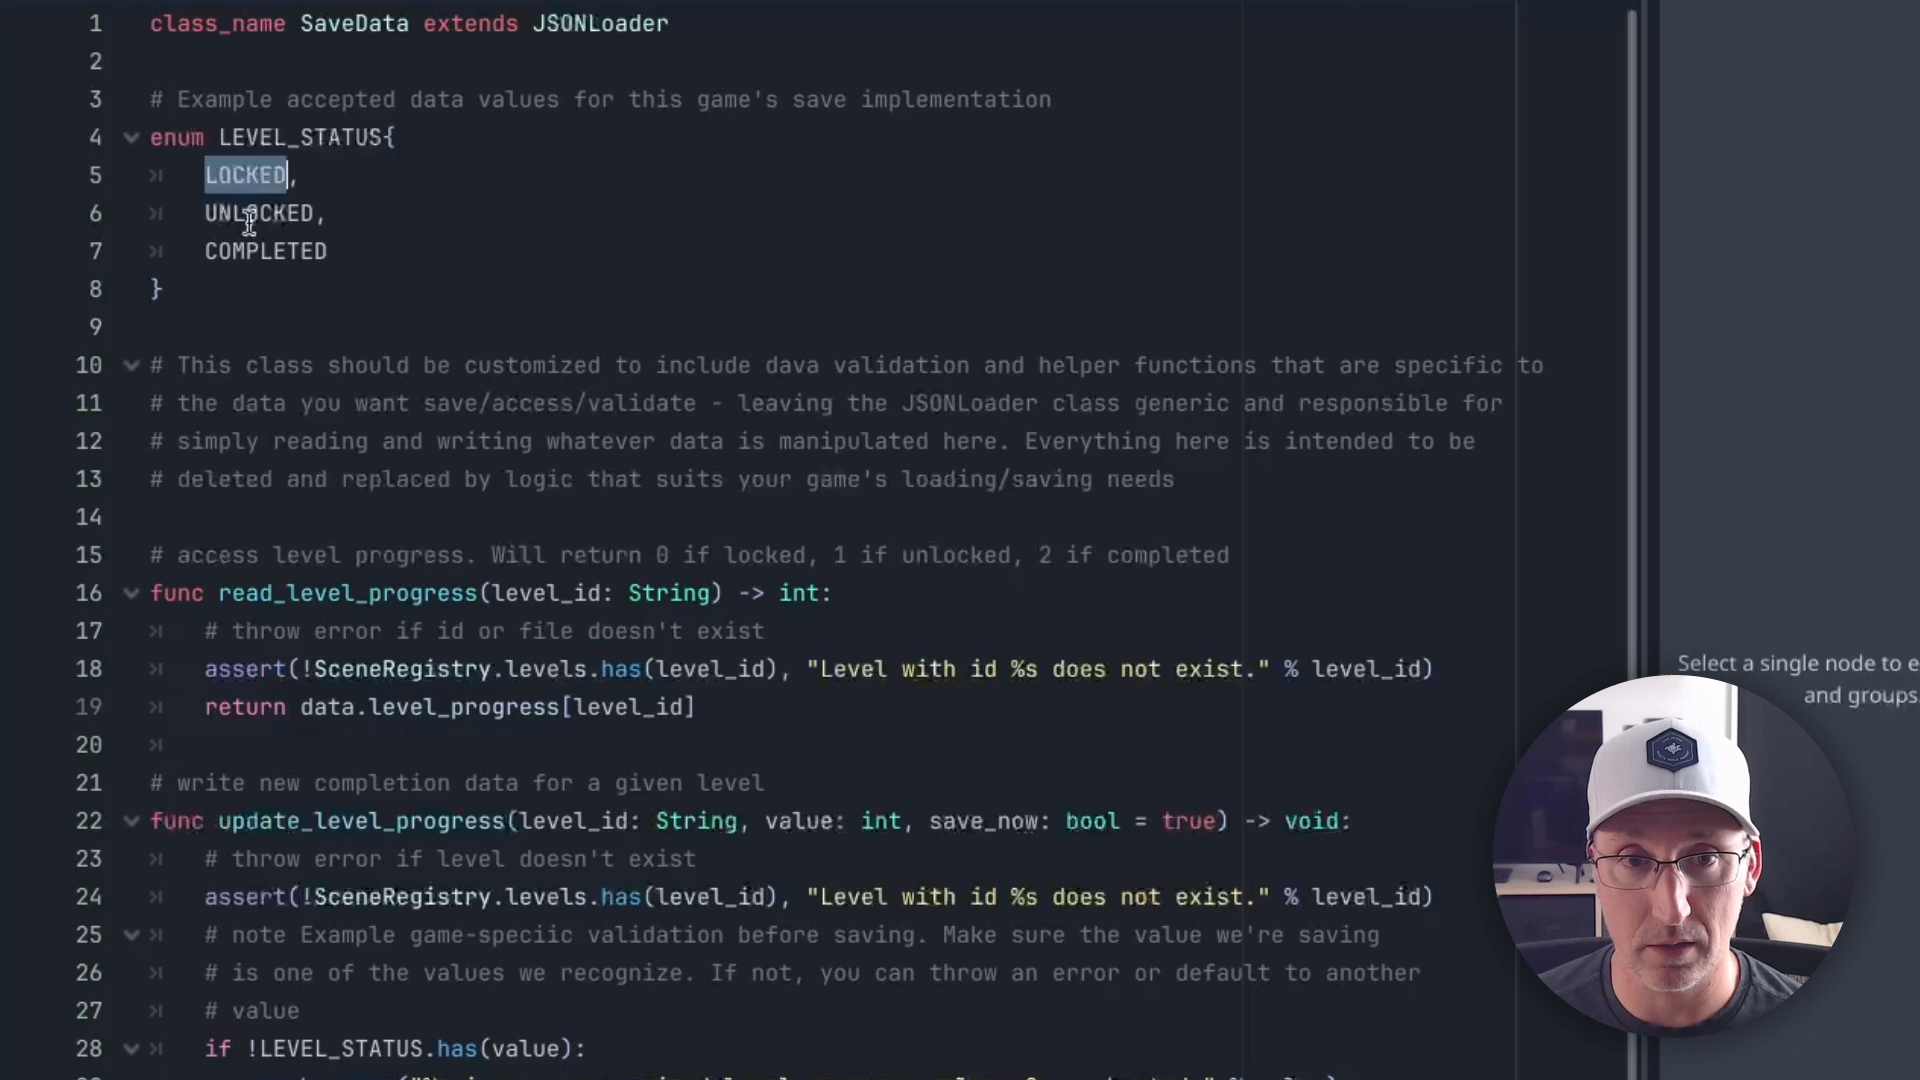 1 class_name SaveData extends JSONLoader
2
3 # Example accepted data values for this game's save implementation
4 enum LEVEL_STATUS{
5 LOCKED,
6 UNLOCKED,
7 COMPLETED
8 }
9
10 # This class should be customized to include dava validation and helper functions that are specific to
11 # the data you want save/access/validate - leaving the JSONLoader class generic and responsible for
12 # simply reading and writing whatever data is manipulated here. Everything here is intended to be
13 # deleted and replaced by logic that suits your game's loading/saving needs
14
15 # access level progress. Will return 0 if locked, 1 if unlocked, 2 if completed
16 func read_level_progress(level_id: String) -> int:
17 # throw error if id or file doesn't exist
18 assert(!SceneRegistry.levels.has(level_id), "Level with id %s does not exist." % level_id)
19 return data.level_progress[level_id]
20
21 # write new completion data for a given level
22 func update_level_progress(level_id: String, value: int, save_now: bool = true) -> void:
23 # throw error if level doesn't exist
24 assert(!SceneRegistry.levels.has(level_id), "Level with id %s does not exist." % level_id)
25 # note Example game-speciic validation before saving. Make sure the value we're saving
26 # is one of the values we recognize. If not, you can throw an error or default to another
27 # value
28 if !LEVEL_STATUS.has(value):
Select a single node to e
and groups.